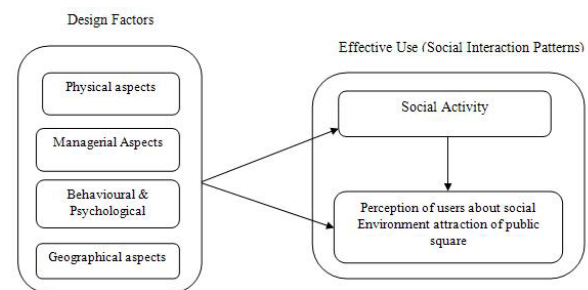 Design Factors
Physical aspects
Managerial Aspects
Behavioural &
Psychological
Geographical aspects
Effective Use (Social Interaction Patterns)
Social Activity
Perception of users about social
Environment attraction of public
square